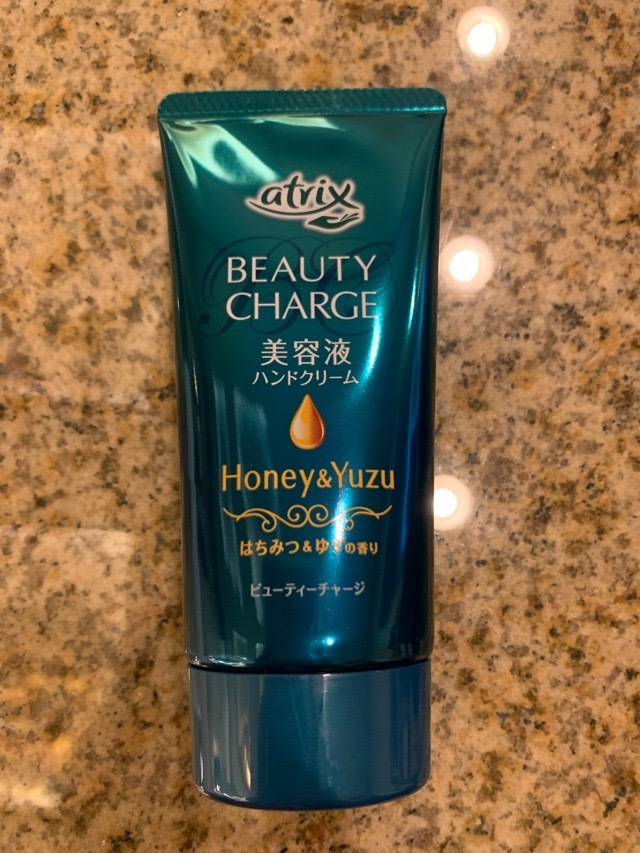 atrix
BEAUTY
CHARGE
美容液
ハンドクリーム
Honey&Yuzu
はちみつ&ゆずの香り
ビューティーチャージ